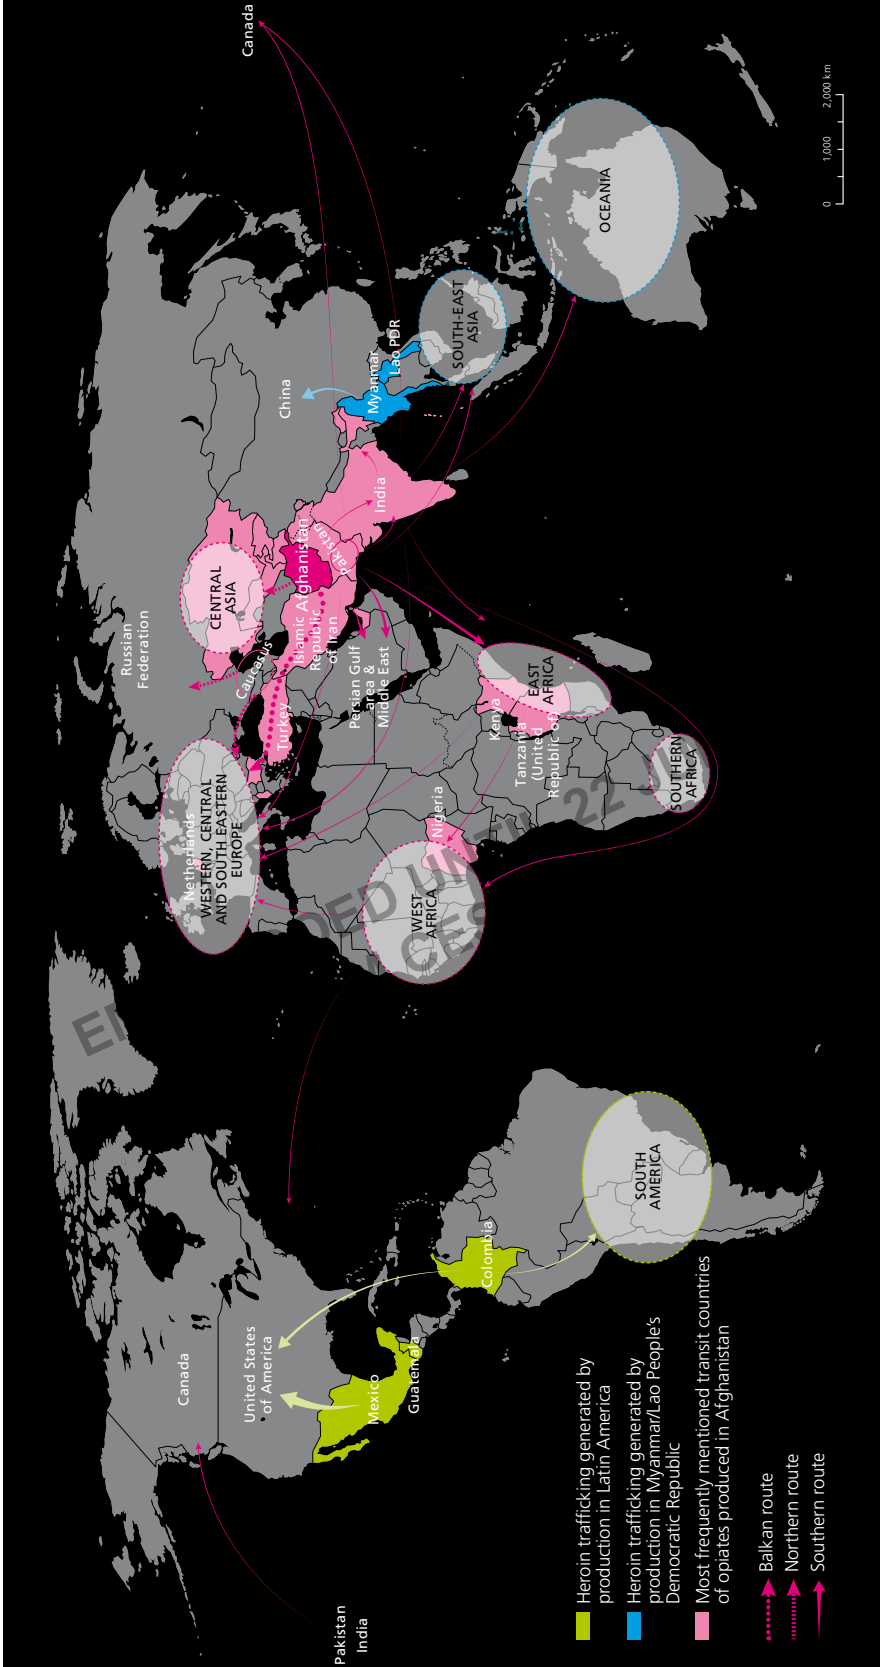 Canada
Russian
Federation
CENTRAL
ASIA
China
Caucasus
Turkey
Islamic
Republic
of Iran
Afghanistan
Pakistan
India
Myanmar
Lao PDR
SOUTH-EAST
ASIA
OCEANIA
0
1,000
2,000 km
Persian Gulf
area &
Middle East
Netherlands
WESTERN, CENTRAL
AND SOUTH EASTERN
EUROPE
Kenya
EAST
AFRICA
Tanzania
(United
Republic of)
Nigeria
WEST
AFRICA
SOUTHERN
AFRICA
Canada
United States
of America
Mexico
Guatemala
Colombia
SOUTH
AMERICA
Pakistan
India
Heroin trafficking generated by
production in Latin America
Heroin trafficking generated by
production in Myanmar/Lao People's
Democratic Republic
Most frequently mentioned transit countries
of opiates produced in Afghanistan
Balkan route
Northern route
Southern route